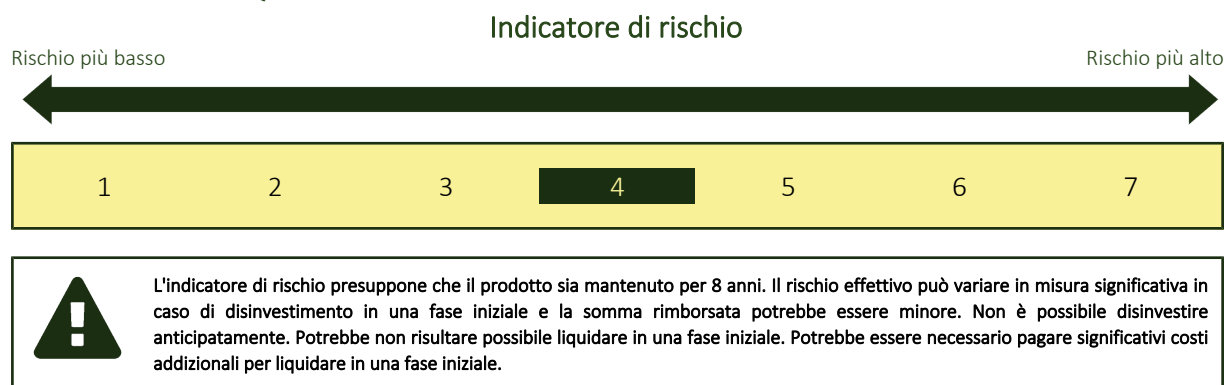 Indicatore di rischio
Rischio più basso
Rischio più alto
1 2 3 4 5 6 7
L'indicatore di rischio presuppone che il prodotto sia mantenuto per 8 anni. Il rischio effettivo può variare in misura significativa in
caso di disinvestimento in una fase iniziale e la somma rimborsata potrebbe essere minore. Non è possibile disinvestire
anticipatamente. Potrebbe non risultare possibile liquidare in una fase iniziale. Potrebbe essere necessario pagare significativi costi
addizionali per liquidare in una fase iniziale.